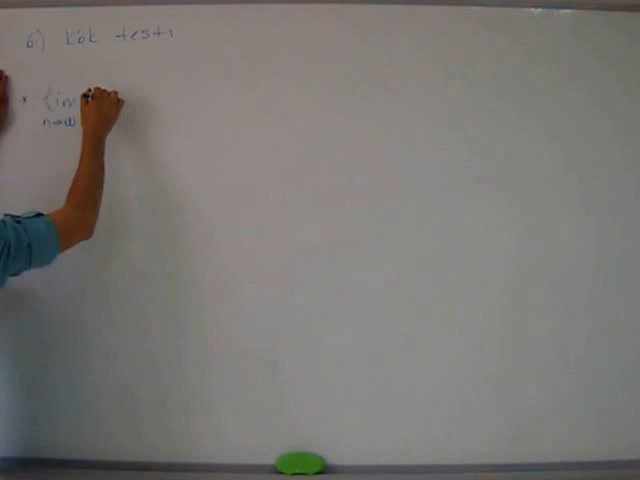 6.) Kök testi
* lim
n→∞